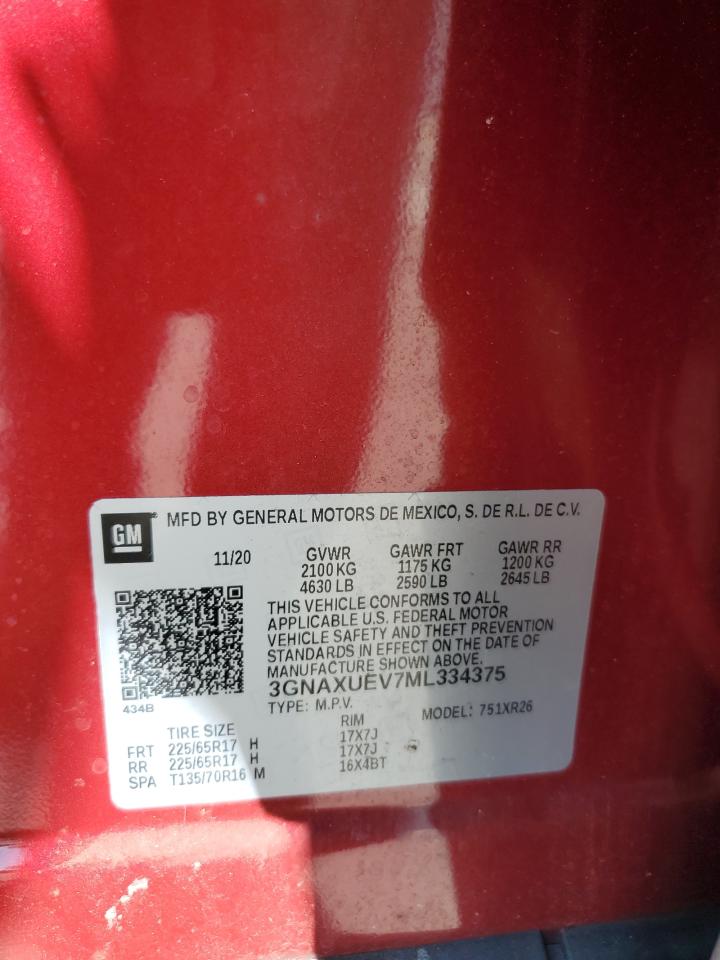 GM
MFD BY GENERAL MOTORS DE MEXICO, S. DE R.L. DE C.V.
11/20
GVWR GAWR FRT GAWR RR
2100 KG 1175 KG 1200 KG
4630 LB 2590 LB 2645 LB
THIS VEHICLE CONFORMS TO ALL
APPLICABLE U.S. FEDERAL MOTOR
VEHICLE SAFETY AND THEFT PREVENTION
STANDARDS IN EFFECT ON THE DATE OF
MANUFACTURE SHOWN ABOVE.
3GNAXUEV7ML334375
434B
TYPE: M.P.V. MODEL: 751XR26
TIRE SIZE RIM
FRT 225/65R17 H 17X7J
RR 225/65R17 H 17X7J
SPA T135/70R16 M 16X4BT